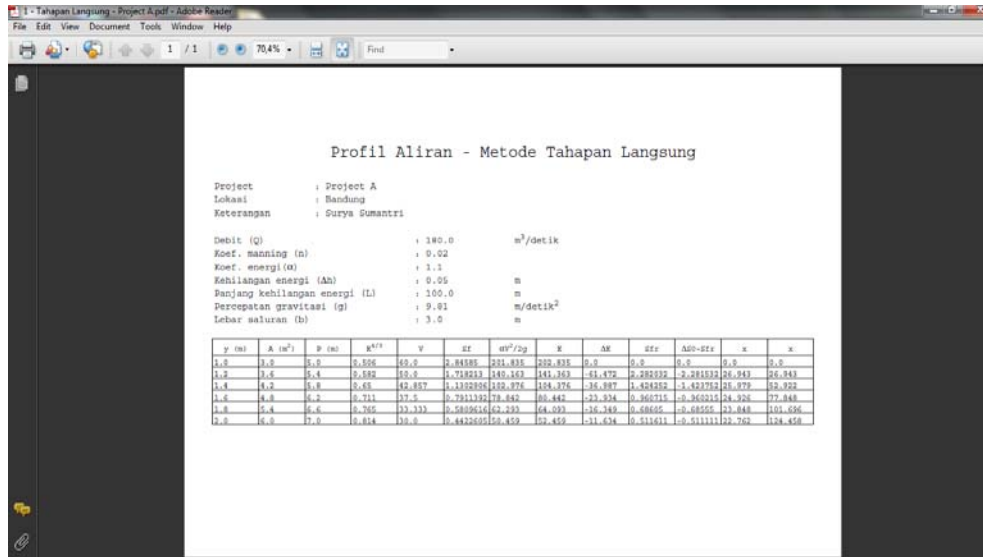 1 - Tahapan Langsung - Project A.pdf - Adobe Reader
File Edit View Document Tools Window Help
1 / 1 70,4% Find
Profil Aliran - Metode Tahapan Langsung
Project : Project A
Lokasi : Bandung
Keterangan : Surya Sumantri
Debit (Q) : 180.0 m³/detik
Koef. manning (n) : 0.02
Koef. energi(α) : 1.1
Kehilangan energi (Δh) : 0.05 m
Panjang kehilangan energi (L) : 100.0 m
Percepatan gravitasi (g) : 9.81 m/detik²
Lebar saluran (b) : 3.0 m
y (m) A (m²) P (m) R⁴/³ V Sf αV²/2g E ΔE Sfr ΔS0-Sfr x x
1.0 3.0 5.0 0.506 60.0 2.84585 201.835 202.835 0.0 0.0 0.0 0.0 0.0
1.2 3.6 5.4 0.582 50.0 1.718213 140.163 141.363 -61.472 2.282032 -2.281532 26.943 26.943
1.4 4.2 5.8 0.65 42.857 1.1302806 102.976 104.376 -36.987 1.424252 -1.423752 25.979 52.922
1.6 4.8 6.2 0.711 37.5 0.7911392 78.842 80.442 -23.934 0.960715 -0.960215 24.926 77.848
1.8 5.4 6.6 0.765 33.333 0.5809616 62.293 64.093 -16.349 0.68605 -0.68555 23.848 101.696
2.0 6.0 7.0 0.814 30.0 0.4422605 50.459 52.459 -11.634 0.511611 -0.511111 22.762 124.458